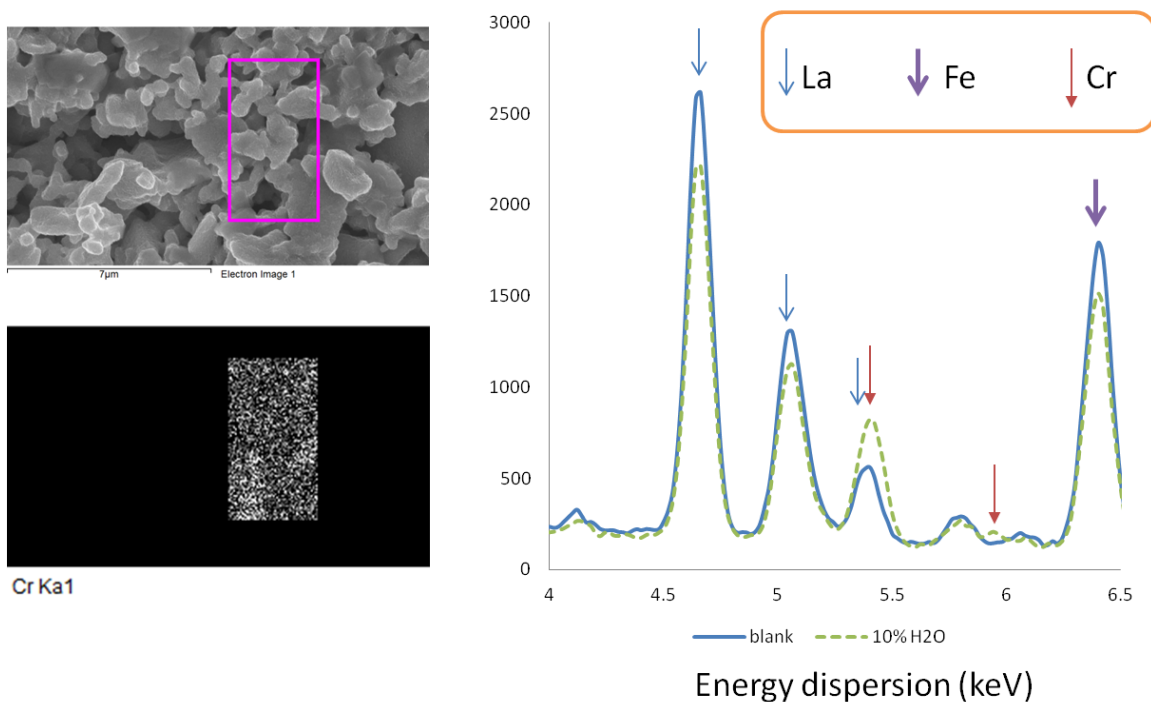 7µm
Electron Image 1
Cr Ka1
3000
2500
2000
1500
1000
500
0
4
4.5
5
5.5
6
6.5
La
Fe
Cr
blank
10% H2O
Energy dispersion (keV)